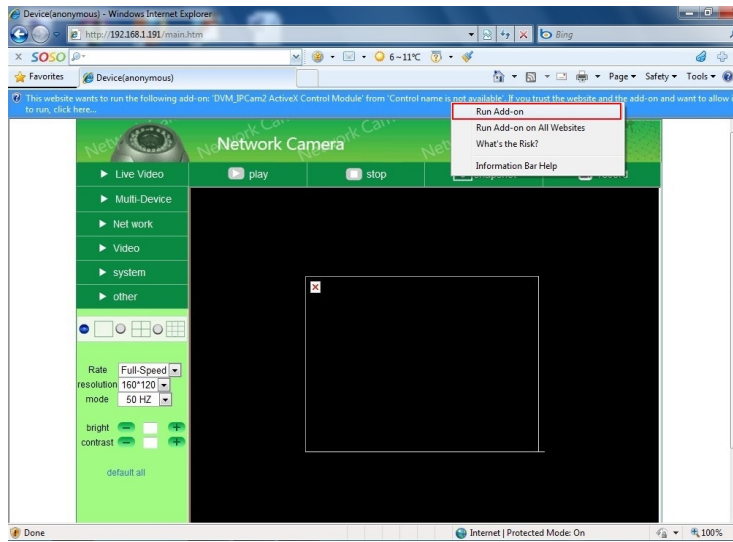 Device(anonymous) - Windows Internet Explorer
http://192.168.1.191/main.htm
Bing
SOSO
6~11℃
Favorites
Device(anonymous)
Page
Safety
Tools
This website wants to run the following add-on: 'DVM_IPCam2 ActiveX Control Module' from 'Control name is not available'. If you trust the website and the add-on and want to allow i
to run, click here...
Run Add-on
Run Add-on on All Websites
What's the Risk?
Information Bar Help
Network Camera
Live Video
play
stop
Multi-Device
Net work
Video
system
other
Rate Full-Speed
resolution 160*120
mode 50 HZ
bright
contrast
default all
Done
Internet | Protected Mode: On
100%